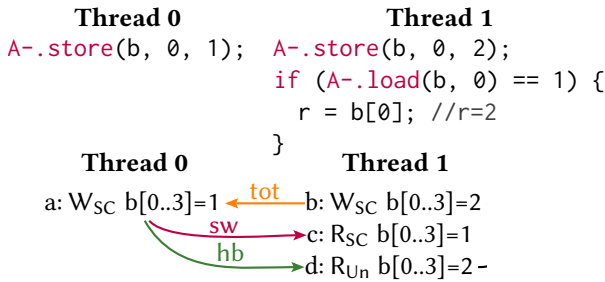 Thread 0 Thread 1
A-.store(b, 0, 1); A-.store(b, 0, 2);
if (A-.load(b, 0) == 1) {
r = b[0]; //r=2
}
Thread 0 Thread 1
a: WSC b[0..3]=1 tot b: WSC b[0..3]=2
sw c: RSC b[0..3]=1
hb d: RUn b[0..3]=2-